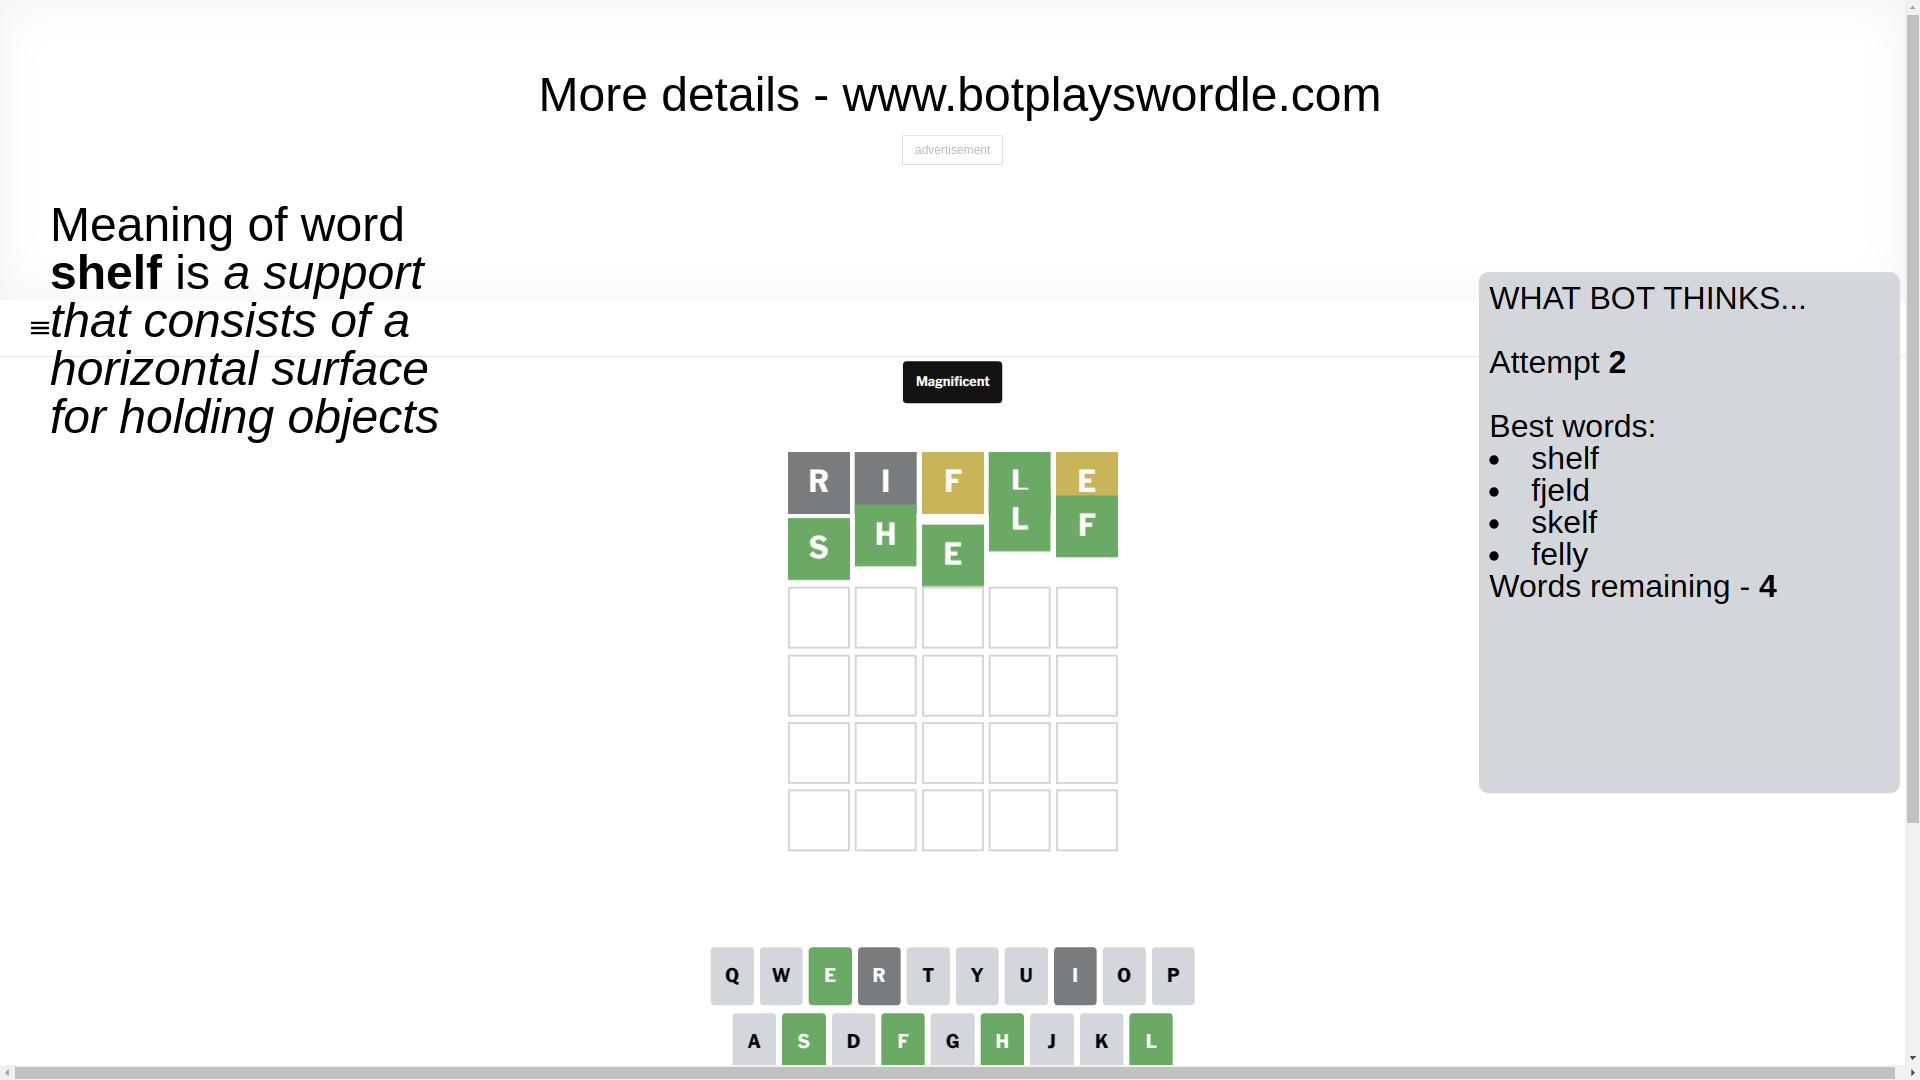 More details - www.botplayswordle.com
advertisement
Meaning of word
shelf is a support
that consists of a
horizontal surface
for holding objects
WHAT BOT THINKS...
Attempt 2
Best words:
• shelf
• fjeld
• skelf
• felly
Words remaining - 4
Magnificent
R I F L E
S H E L F
Q W E R T Y U I O P
A S D F G H J K L